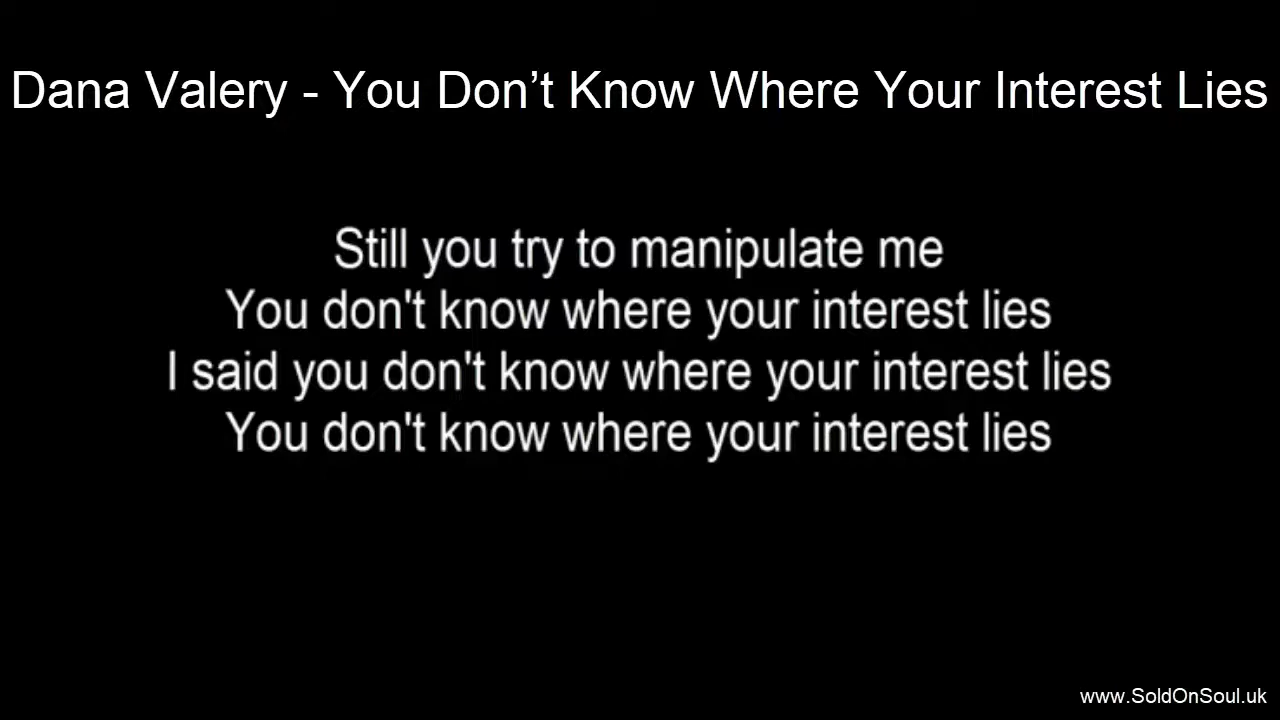 Dana Valery - You Don’t Know Where Your Interest Lies
Still you try to manipulate me
You don't know where your interest lies
I said you don't know where your interest lies
You don't know where your interest lies
www.SoldOnSoul.uk